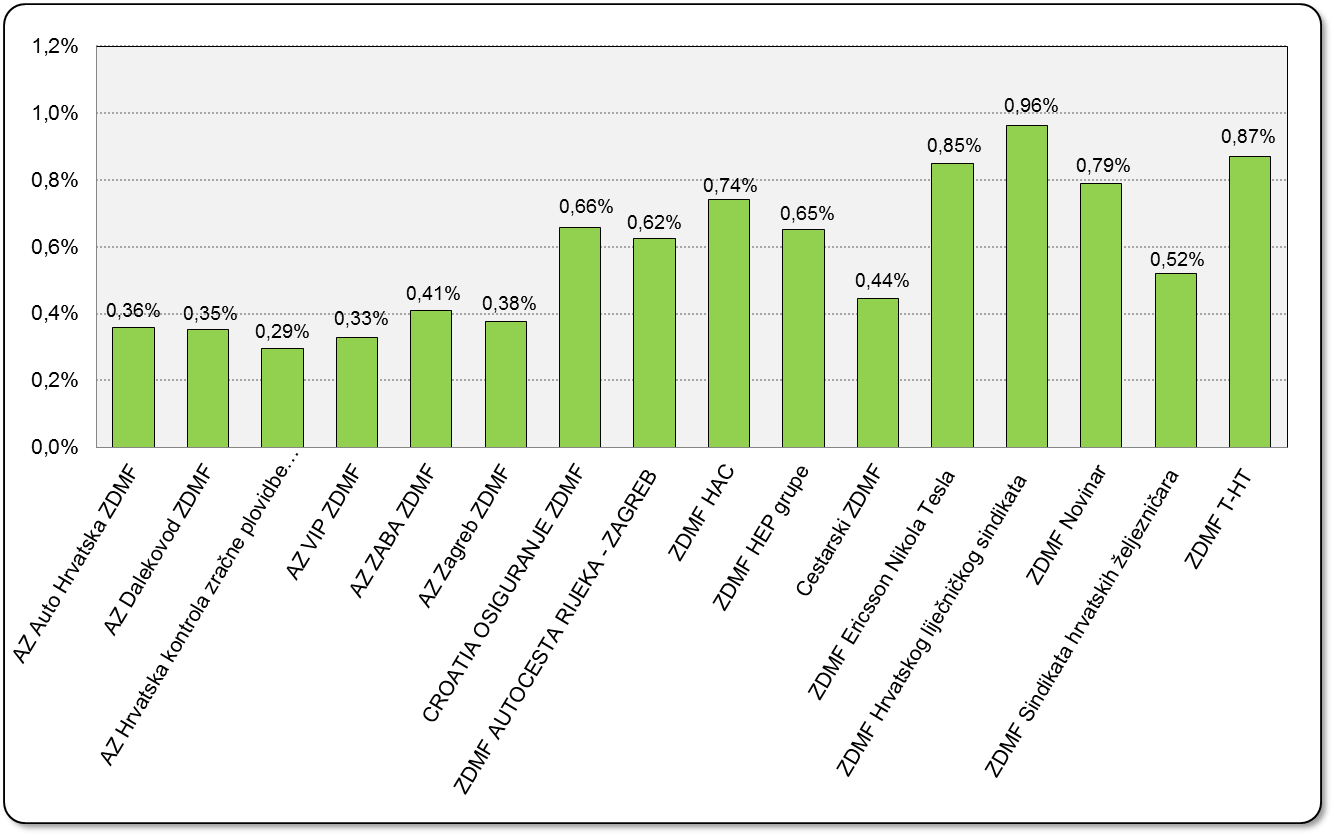 1,2%
1,0%
0,8%
0,6%
0,4%
0,2%
0,0%
0,36%
0,35%
0,29%
0,33%
0,41%
0,38%
0,66%
0,62%
0,74%
0,65%
0,44%
0,85%
0,96%
0,79%
0,52%
0,87%
AZ Auto Hrvatska ZDMF
AZ Dalekovod ZDMF
AZ Hrvatska kontrola zračne plovidbe…
AZ VIP ZDMF
AZ ZABA ZDMF
AZ Zagreb ZDMF
CROATIA OSIGURANJE ZDMF
ZDMF AUTOCESTA RIJEKA - ZAGREB
ZDMF HAC
ZDMF HEP grupe
Cestarski ZDMF
ZDMF Ericsson Nikola Tesla
ZDMF Hrvatskog liječničkog sindikata
ZDMF Novinar
ZDMF Sindikata hrvatskih željezničara
ZDMF T-HT